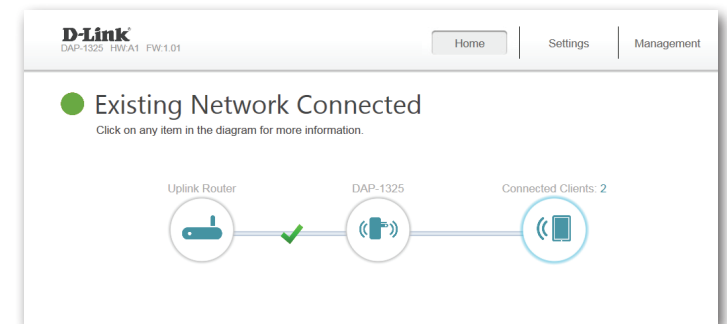 D-Link
DAP-1325 HW:A1 FW:1.01
Home
Settings
Management
Existing Network Connected
Click on any item in the diagram for more information.
Uplink Router
DAP-1325
Connected Clients: 2